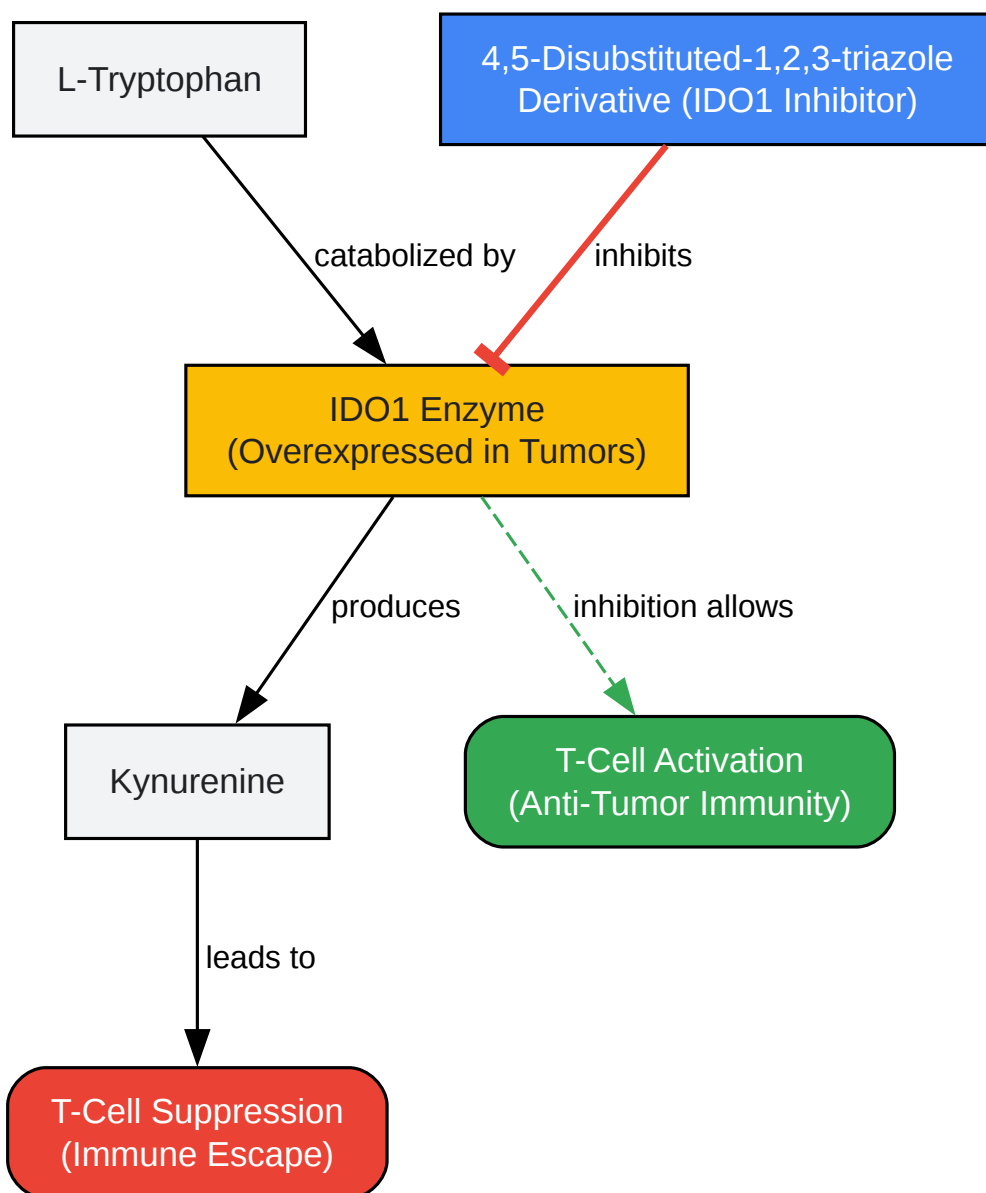 L-Tryptophan
4,5-Disubstituted-1,2,3-triazole
Derivative (IDO1 Inhibitor)
catabolized by
inhibits
IDO1 Enzyme
(Overexpressed in Tumors)
produces
inhibition allows
Kynurenine
T-Cell Activation
(Anti-Tumor Immunity)
leads to
T-Cell Suppression
(Immune Escape)